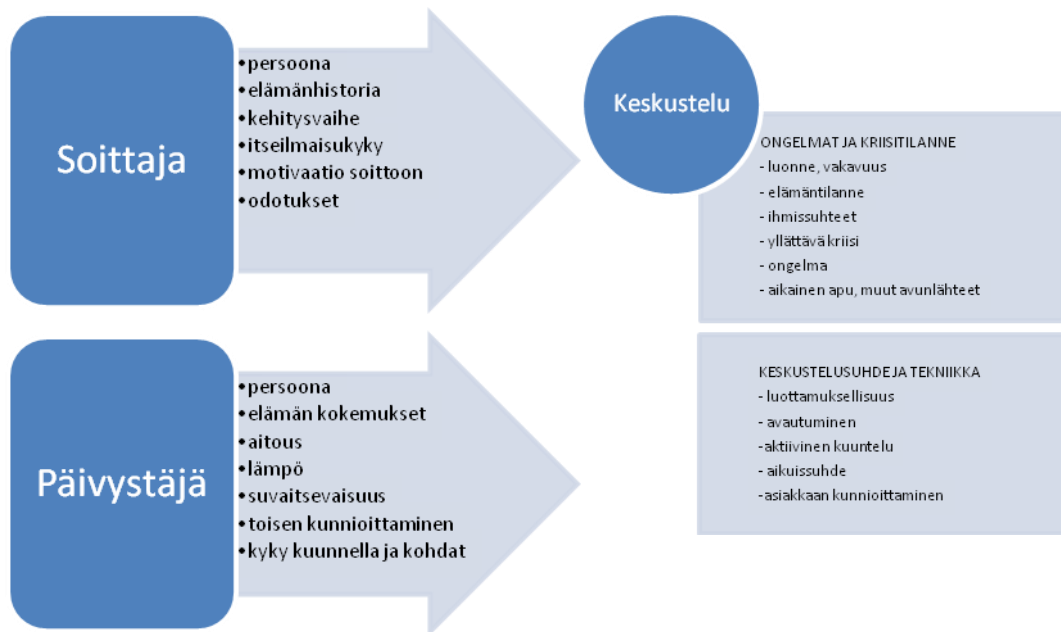 Soittaja
•persoona
•elämänhistoria
•kehitysvaihe
•itseilmaisukyky
•motivaatio soittoon
•odotukset
Keskustelu
ONGELMAT JA KRIISITILANNE
- luonne, vakavuus
- elämäntilanne
- ihmissuhteet
- yllättävä kriisi
- ongelma
- aikainen apu, muut avunlähteet
Päivystäjä
•persoona
•elämän kokemukset
•aitous
•lämpö
•suvaitsevaisuus
•toisen kunnioittaminen
•kyky kuunnella ja kohdat
KESKUSTELUSUHDE JA TEKNIIKKA
- luottamuksellisuus
- avautuminen
-aktiivinen kuuntelu
- aikuissuhde
-asiakkaan kunnioittaminen